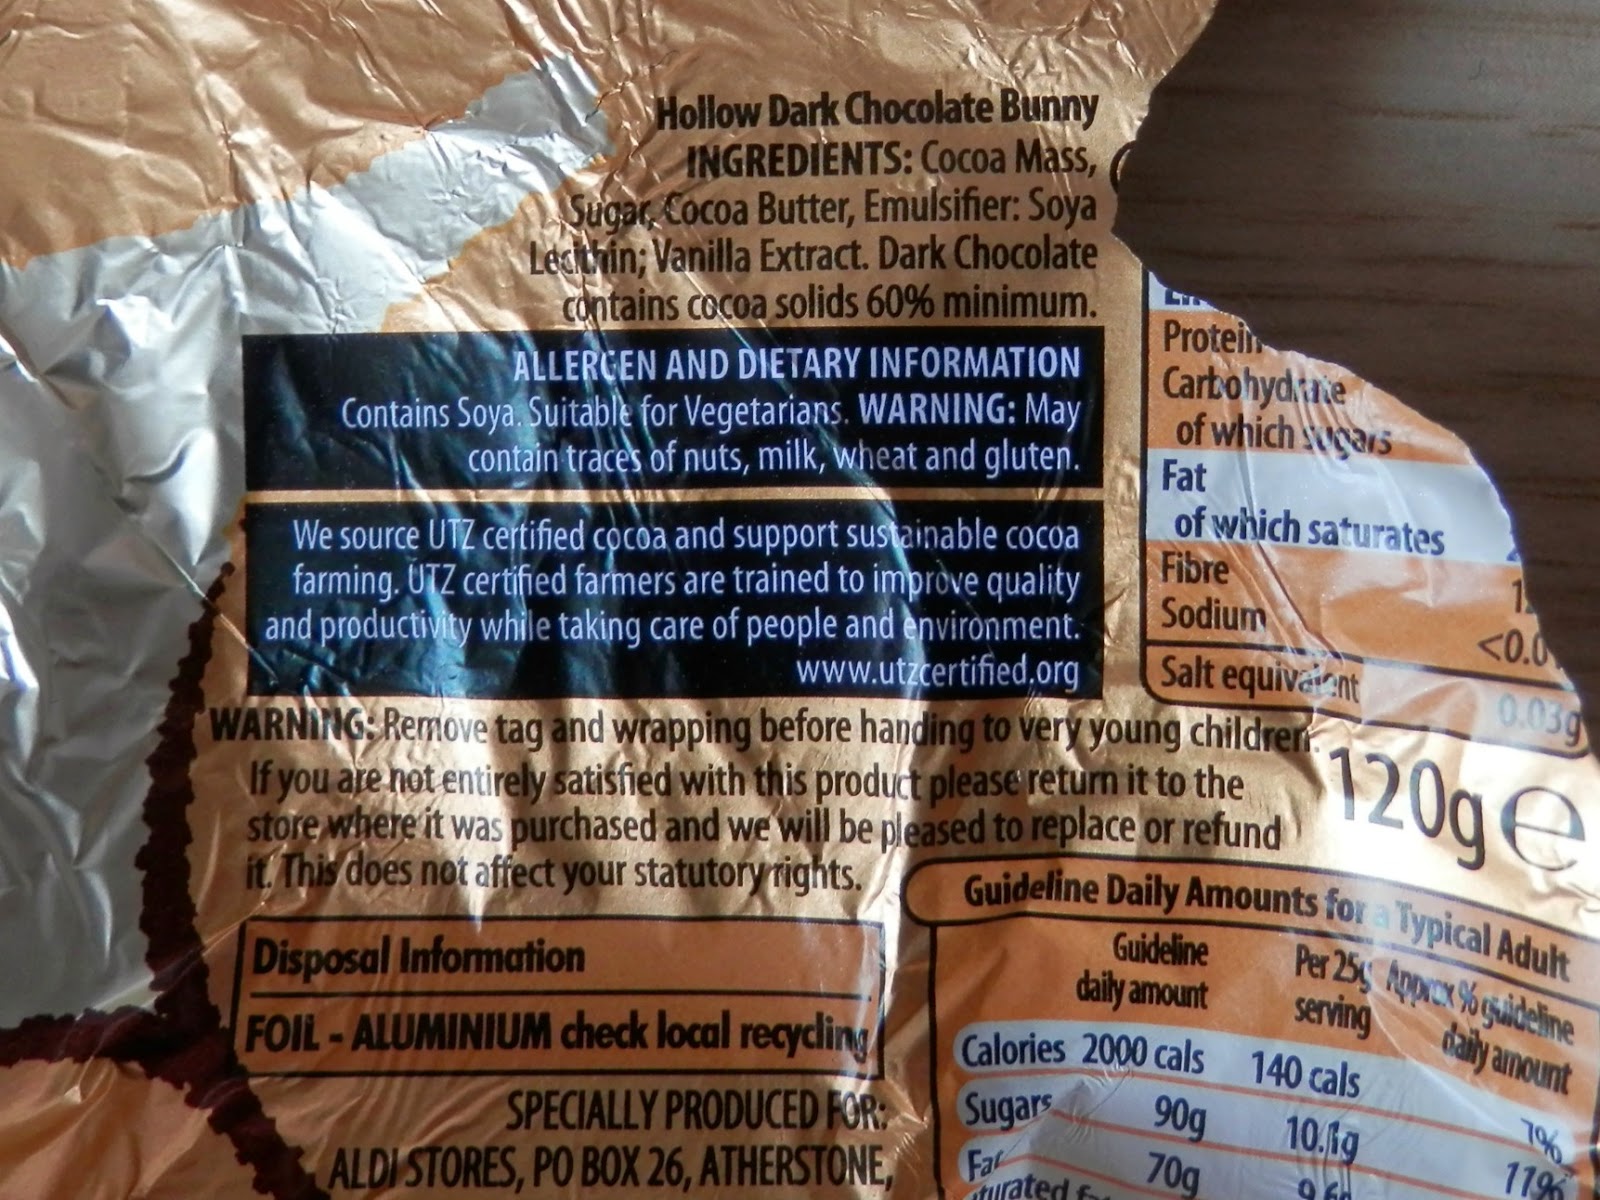 Hollow Dark Chocolate Bunny
INGREDIENTS: Cocoa Mass,
Sugar, Cocoa Butter, Emulsifier: Soya
Lecithin; Vanilla Extract. Dark Chocolate
contains cocoa solids 60% minimum.
ALLERGEN AND DIETARY INFORMATION
Contains Soya. Suitable for Vegetarians. WARNING: May
contain traces of nuts, milk, wheat and gluten.
We source UTZ certified cocoa and support sustainable cocoa
farming. UTZ certified farmers are trained to improve quality
and productivity while taking care of people and environment.
www.utzcertified.org
Protein
Carbohydrate
of which sugars
Fat
of which saturates
Fibre
Sodium <0.0
Salt equivalent 0.03g
WARNING: Remove tag and wrapping before handing to very young children.
If you are not entirely satisfied with this product please return it to the
store where it was purchased and we will be pleased to replace or refund
it. This does not affect your statutory rights.
120g e
Disposal Information
FOIL - ALUMINIUM check local recycling
SPECIALLY PRODUCED FOR:
ALDI STORES, PO BOX 26, ATHERSTONE,
Guideline Daily Amounts for a Typical Adult
Guideline daily amount Per 25g serving Approx % guideline daily amount
Calories 2000 cals 140 cals 7%
Sugars 90g 10.1g 11%
Fat 70g